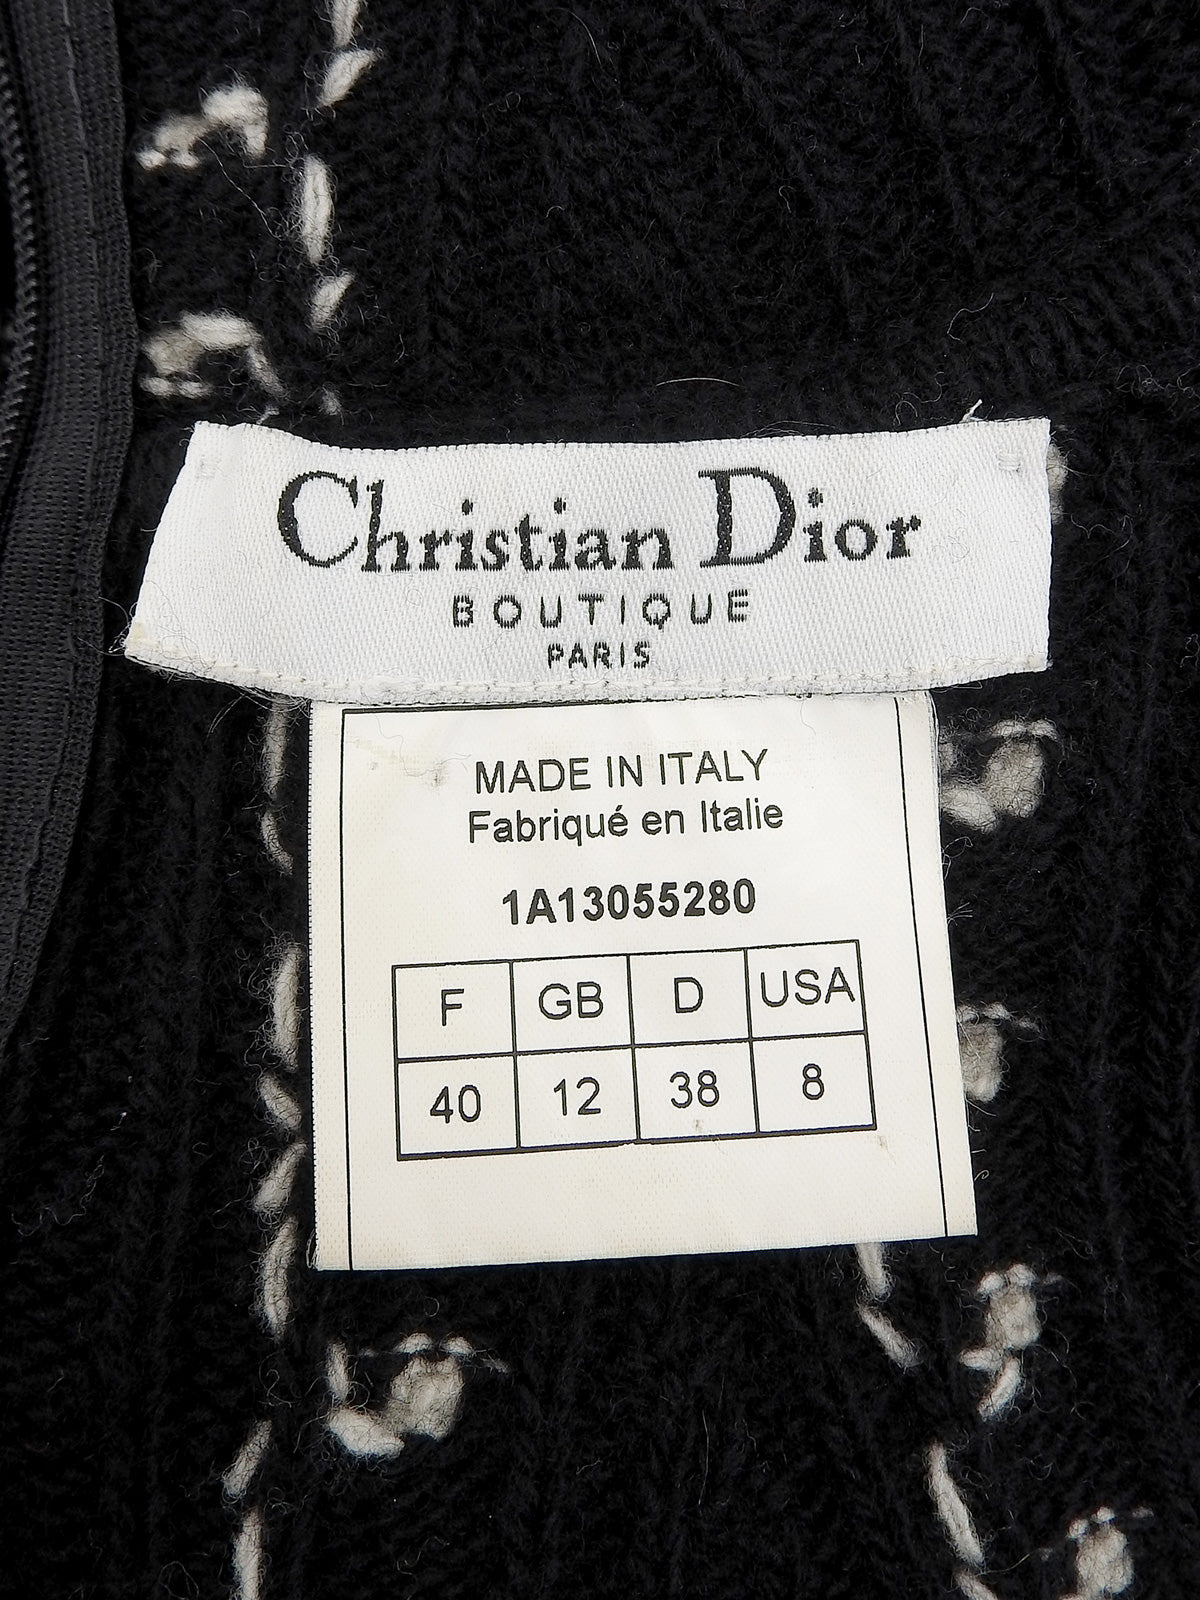 Christian Dior
BOUTIQUE
PARIS
MADE IN ITALY
Fabriqué en Italie
1A13055280
F GB D USA
40 12 38 8